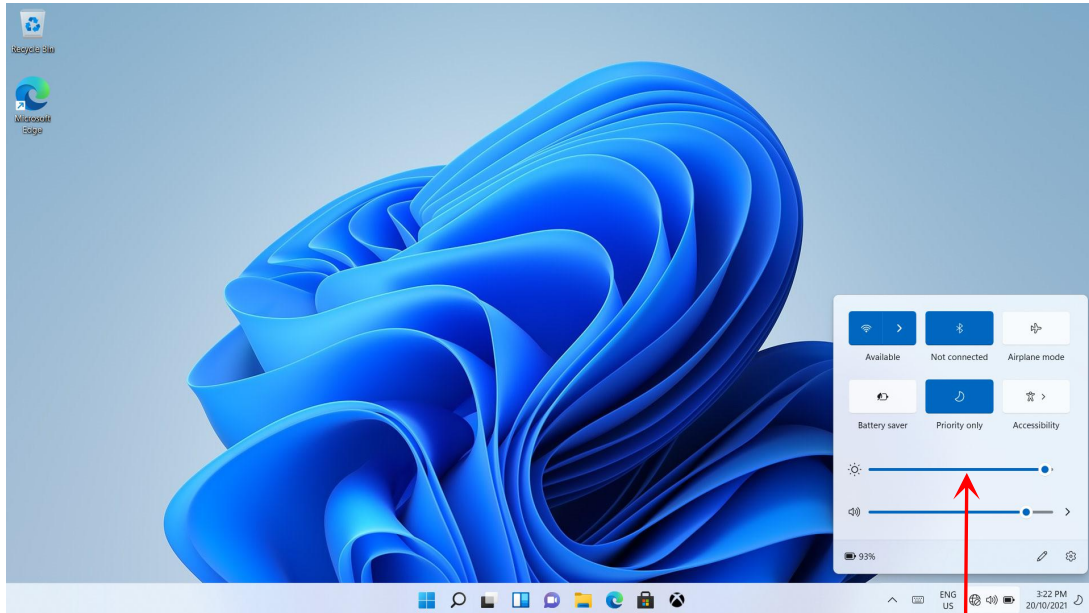 Recycle Bin
Microsoft
Edge
Available
Not connected
Airplane mode
Battery saver
Priority only
Accessibility
93%
ENG
US
3:22 PM
20/10/2021